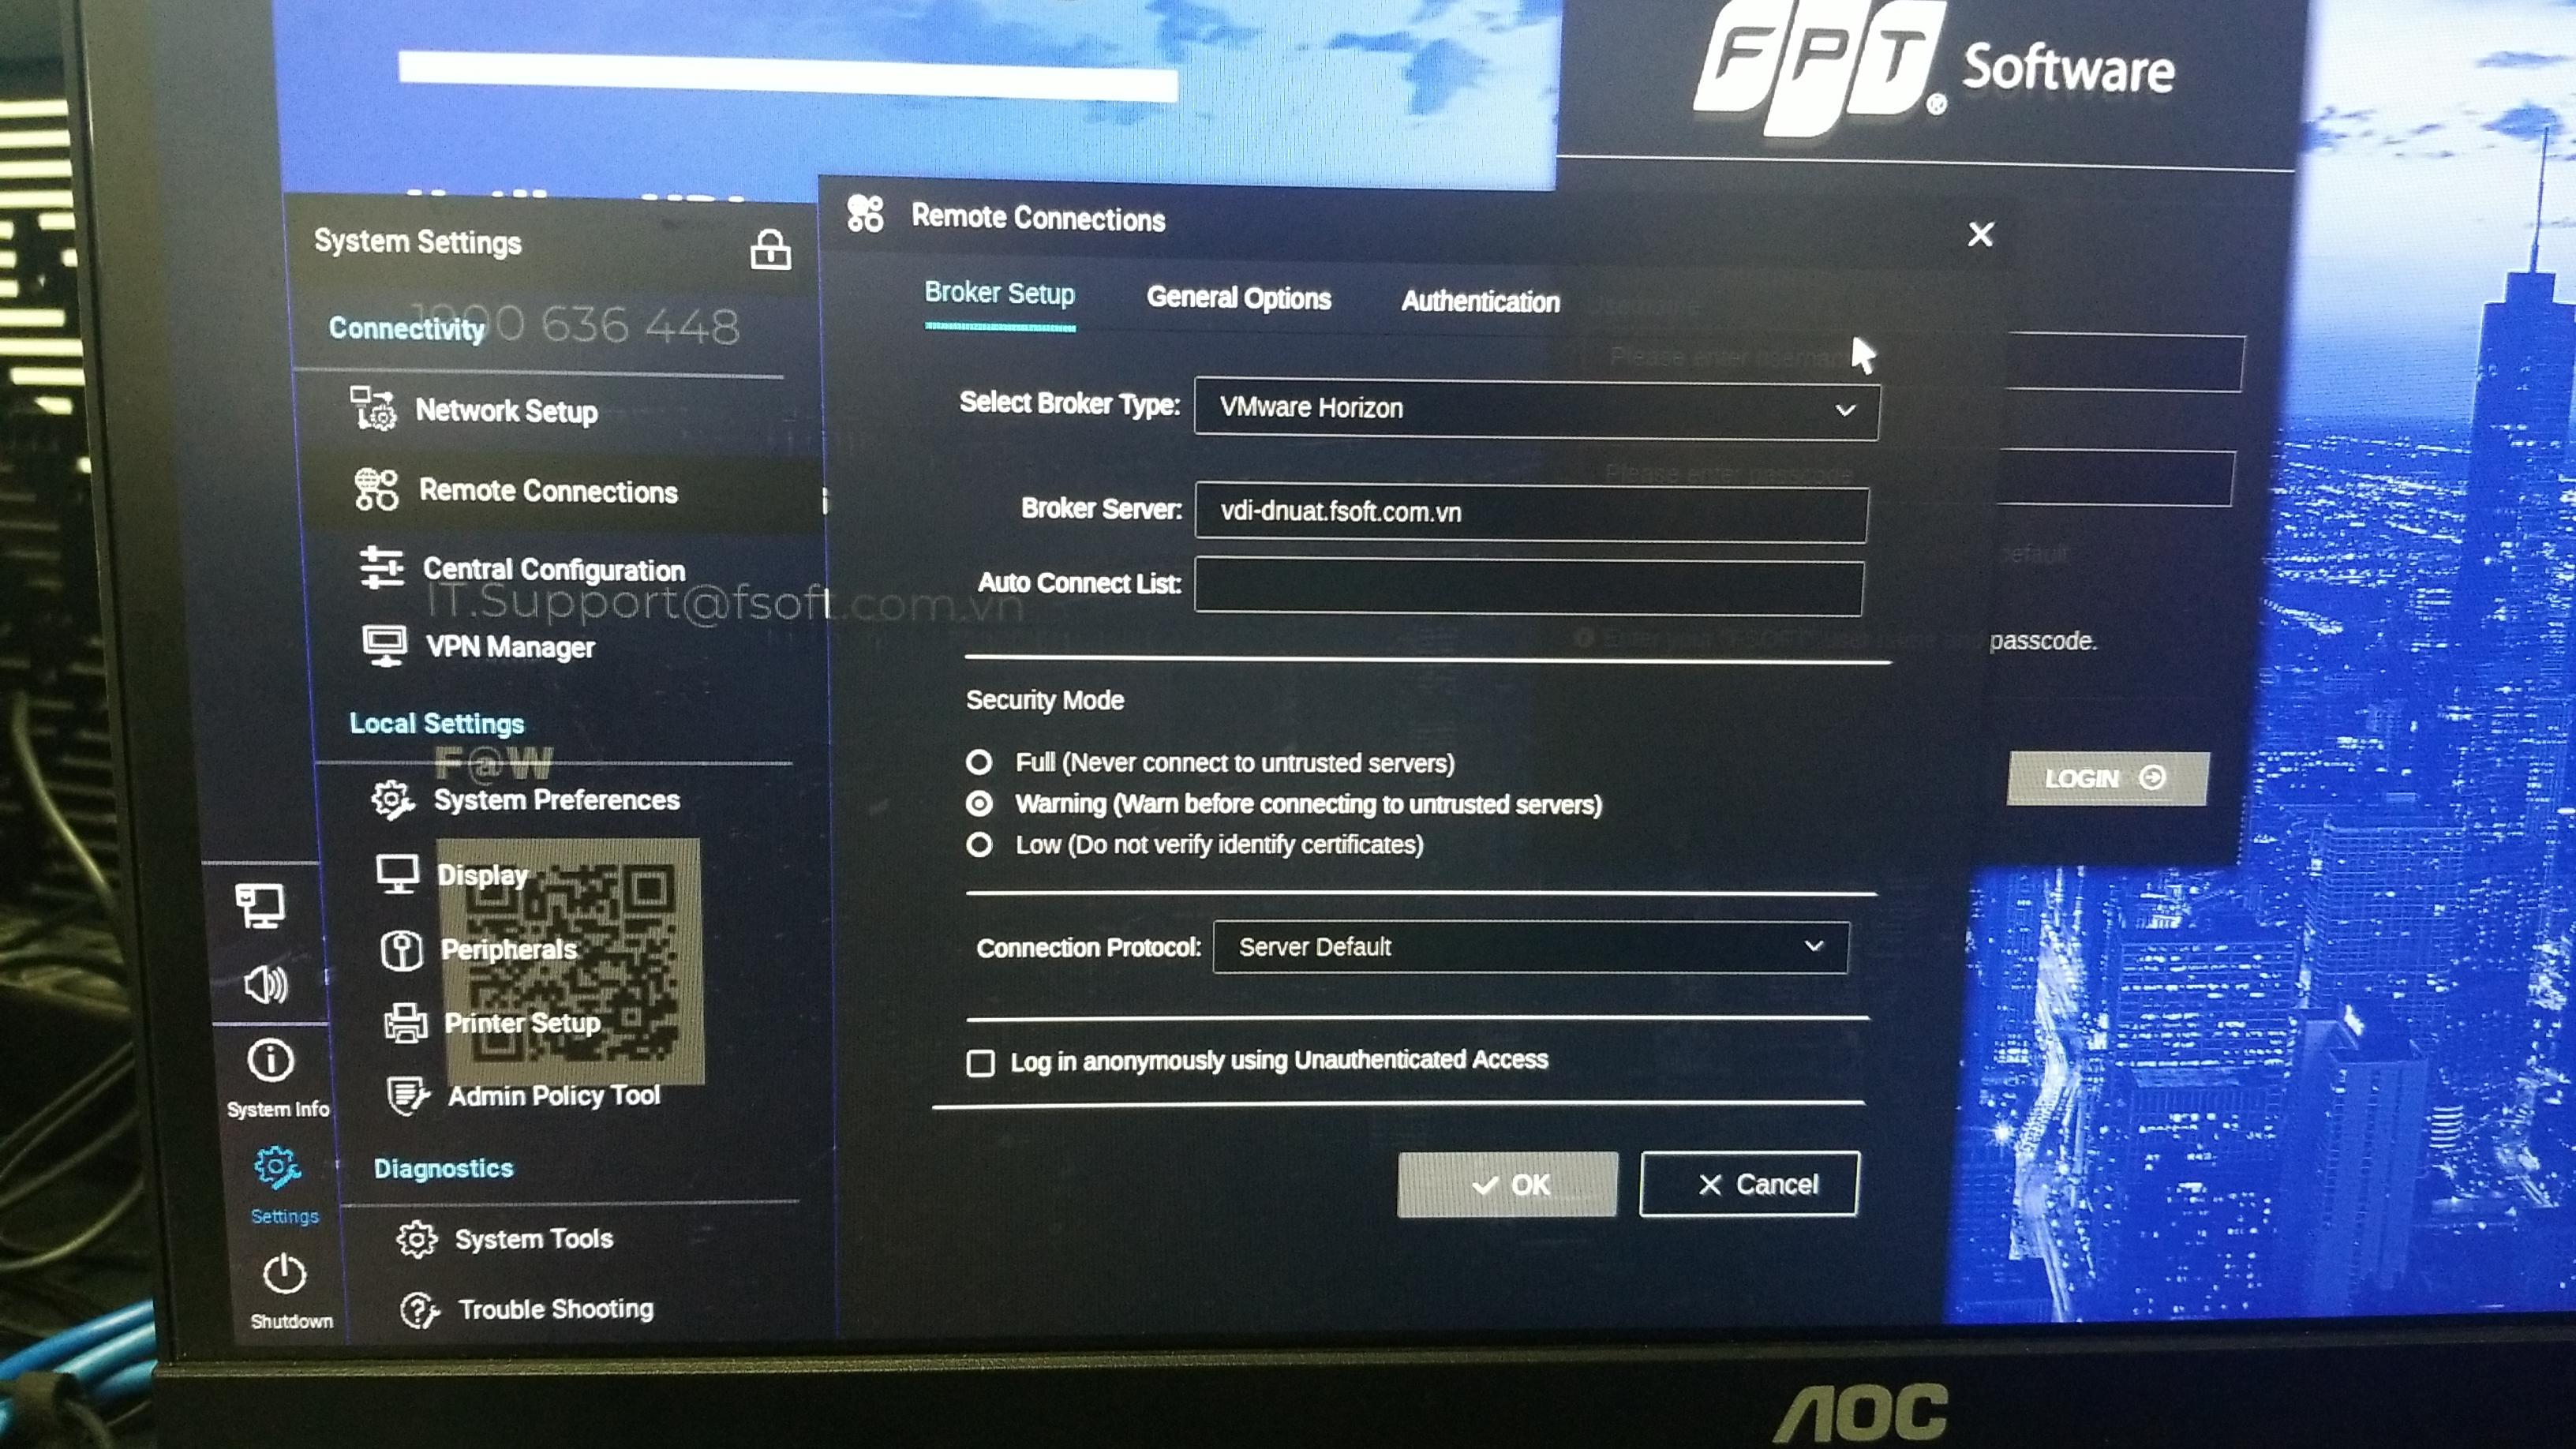 FPT Software
®
System Settings
Remote Connections
Connectivity
636 448
Network Setup
Remote Connections
Central Configuration
IT.Support@fsoft.com.vn
VPN Manager
Local Settings
F@W
System Preferences
Display
Peripherals
Printer Setup
Admin Policy Tool
Diagnostics
System Tools
Trouble Shooting
System Info
Settings
Shutdown
Broker Setup
General Options
Authentication
Please enter
Select Broker Type:
VMware Horizon
Please enter passcode
Broker Server:
vdi-dnuat.fsoft.com.vn
Auto Connect List:
passcode.
Security Mode
Full (Never connect to untrusted servers)
Warning (Warn before connecting to untrusted servers)
Low (Do not verify identify certificates)
LOGIN
Connection Protocol:
Server Default
Log in anonymously using Unauthenticated Access
OK
Cancel
AOC